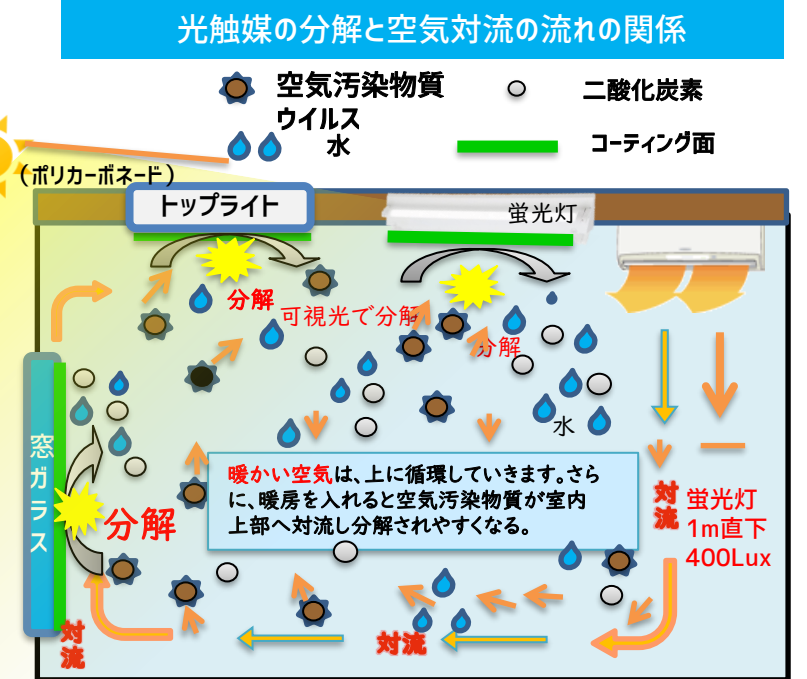 光触媒の分解と空気対流の流れの関係
空気汚染物質
ウイルス
二酸化炭素
水
コーティング面
(ポリカーボネード)
トップライト
蛍光灯
分解
可視光で分解
分解
水
窓ガラス
分解
暖かい空気は、上に循環していきます。さら
に、暖房を入れると空気汚染物質が室内
上部へ対流し分解されやすくなる。
対流
蛍光灯
1m直下
400Lux
対流
対流